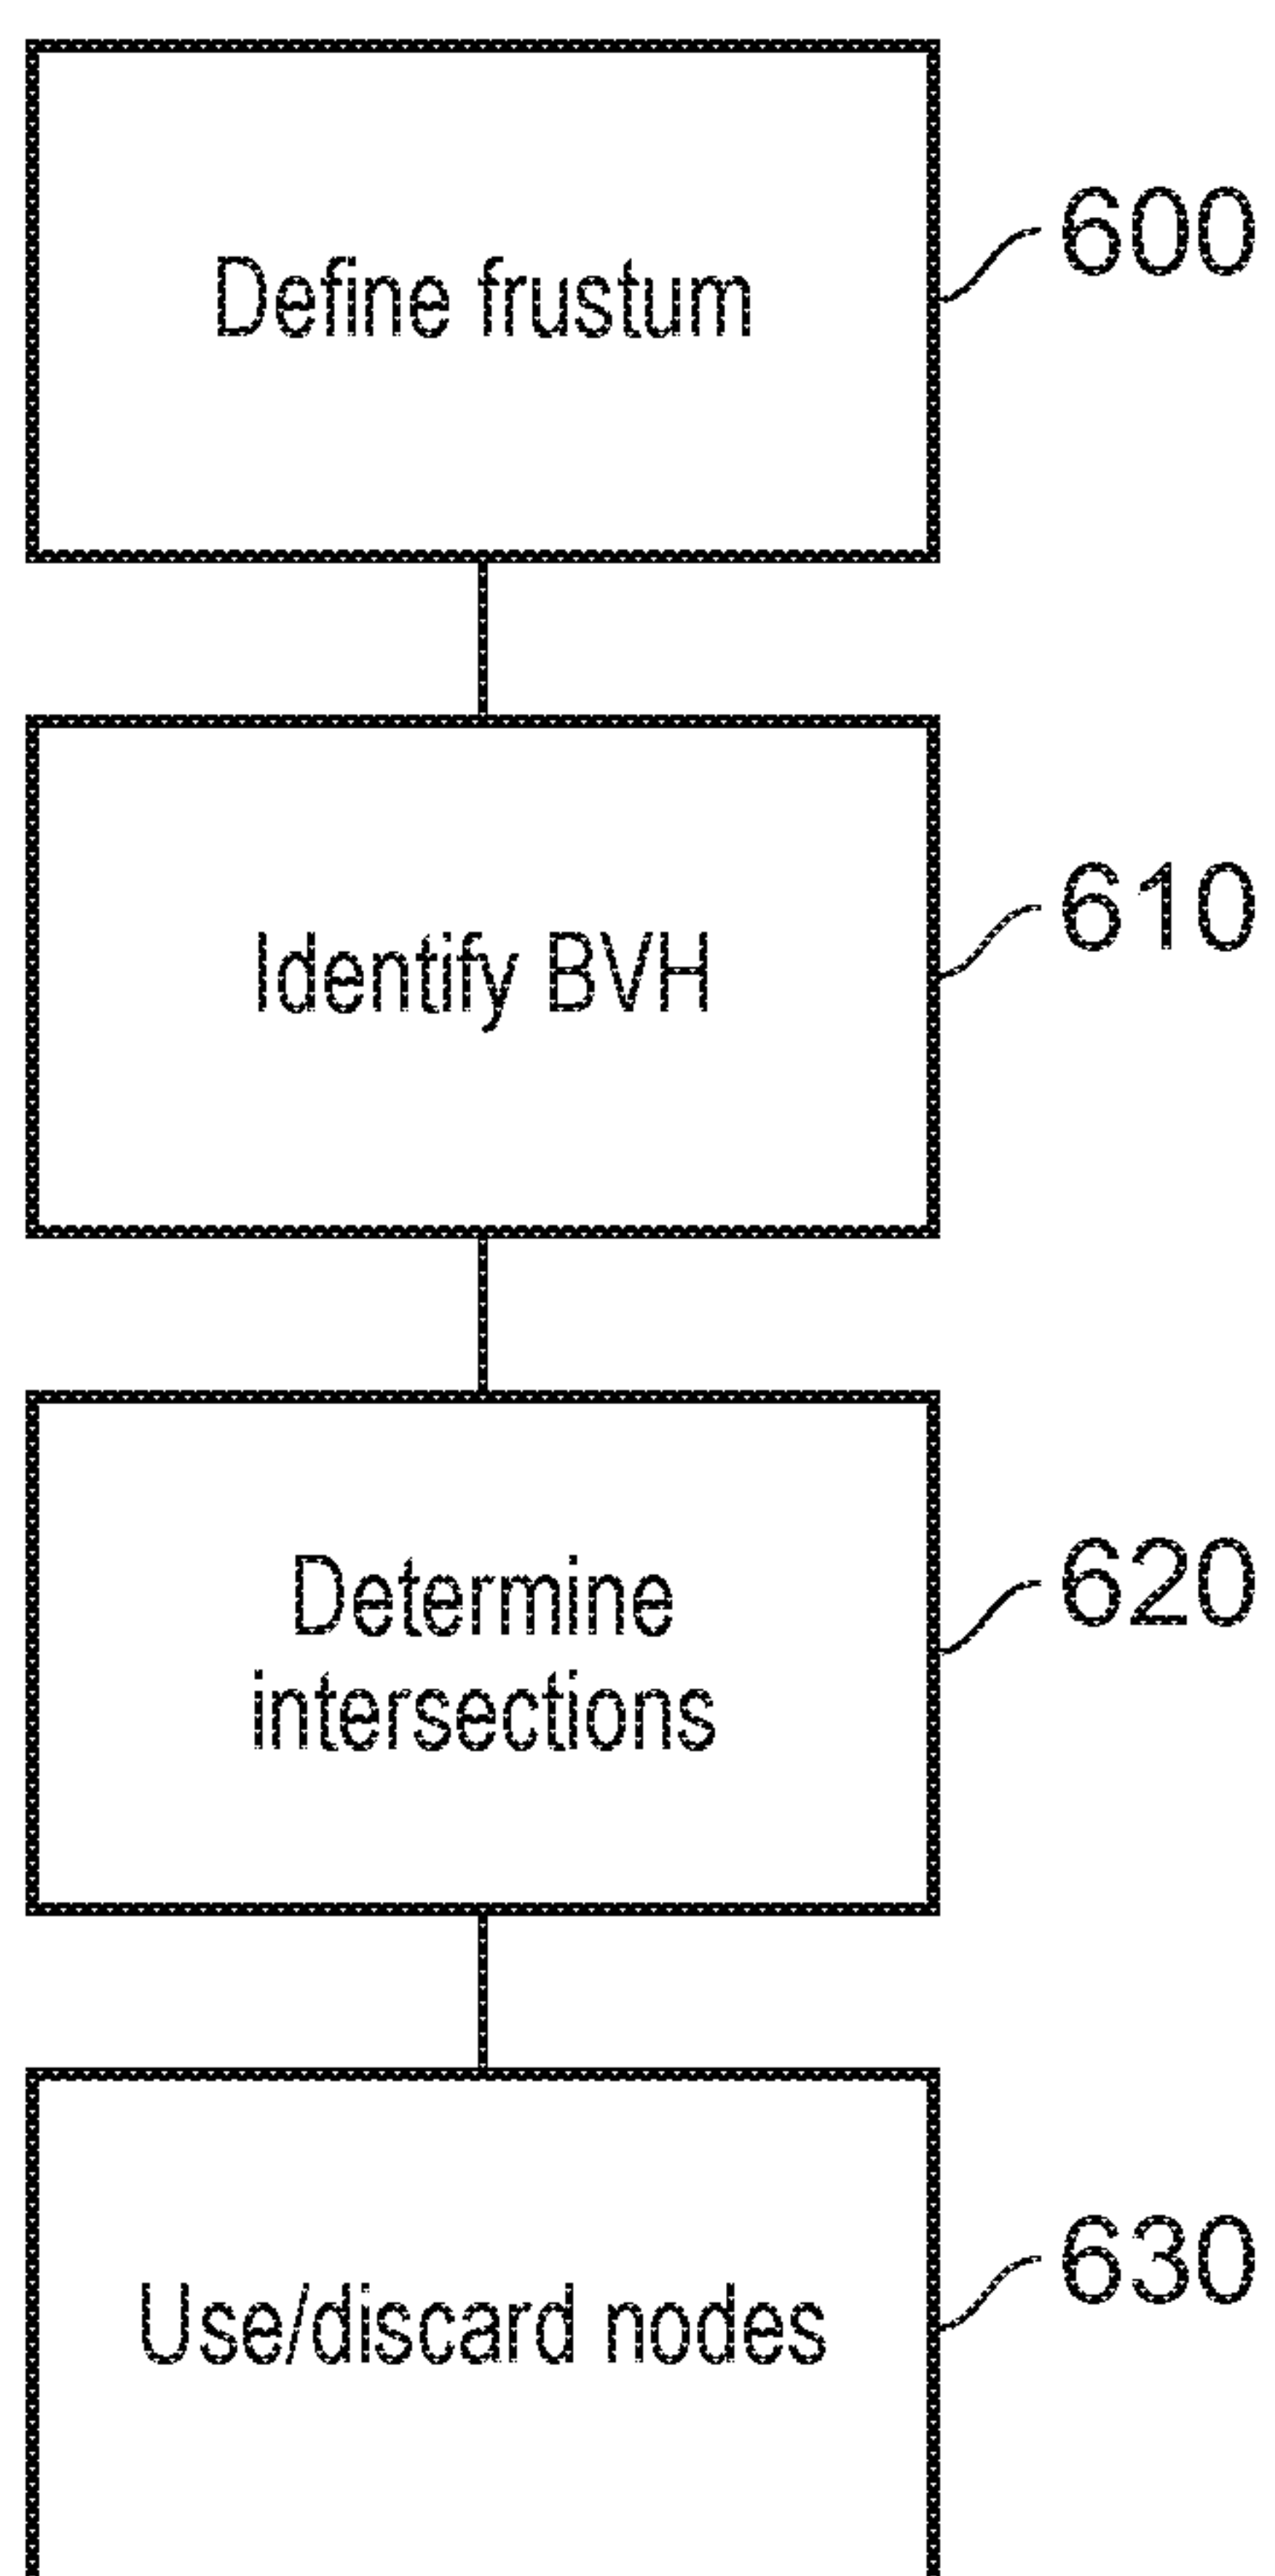 Define frustum
600
Identify BVH
610
Determine
intersections
620
Use/discard nodes
630